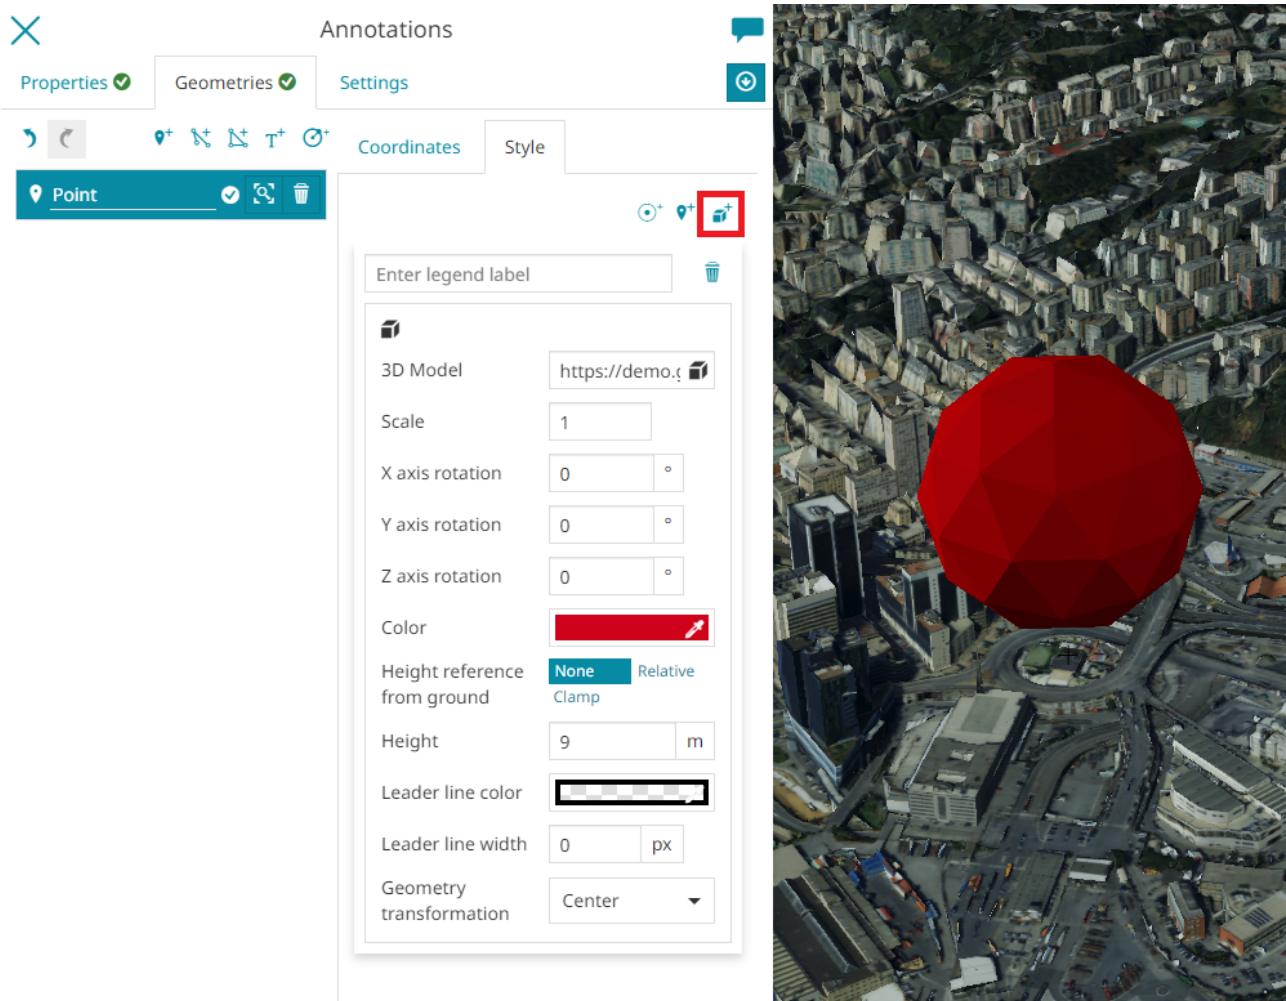 Annotations
Properties
Geometries
Settings
T+
Coordinates
Style
Point
Enter legend label
3D Model
https://demo.g
Scale
1
X axis rotation
0 °
Y axis rotation
0 °
Z axis rotation
0 °
Color
Height reference
from ground
None
Relative
Clamp
Height
9 m
Leader line color
Leader line width
0 px
Geometry
transformation
Center